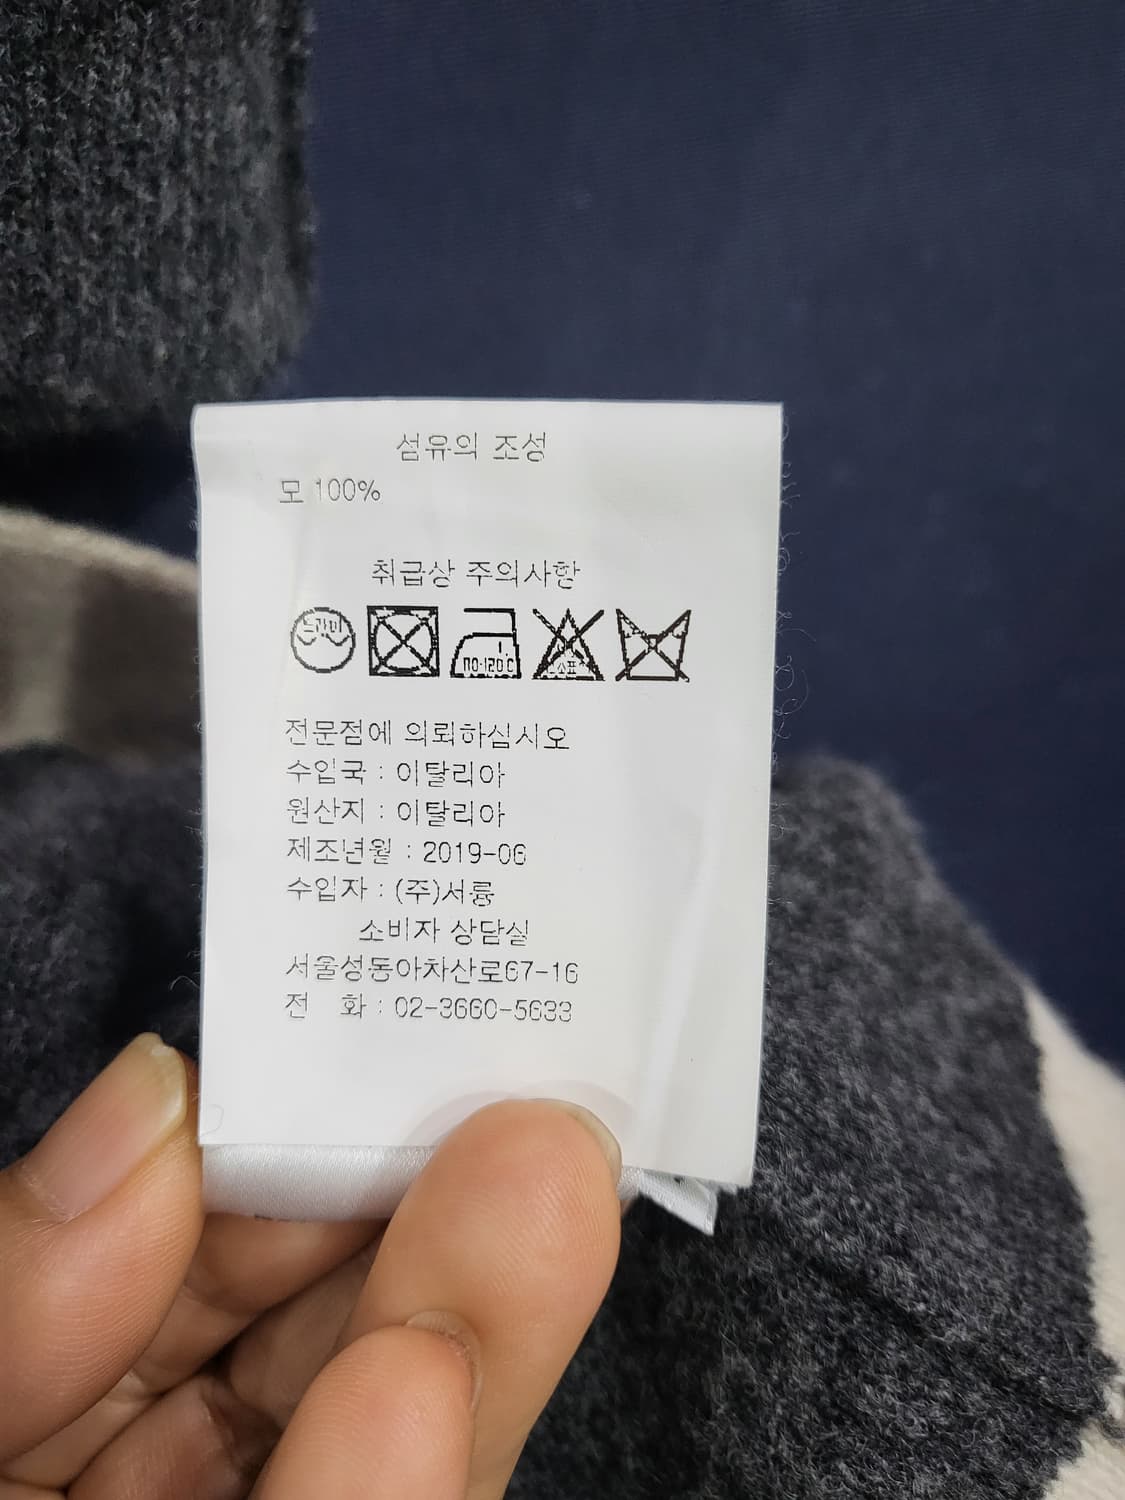 섬유의 조성
모 100%
취급상 주의사항
드라이
110-120℃
전문점에 의뢰하십시오
수입국 : 이탈리아
원산지 : 이탈리아
제조년월 : 2019-06
수입자 : (주)서륭
소비자 상담실
서울성동아차산로67-16
전 화 : 02-3660-5633